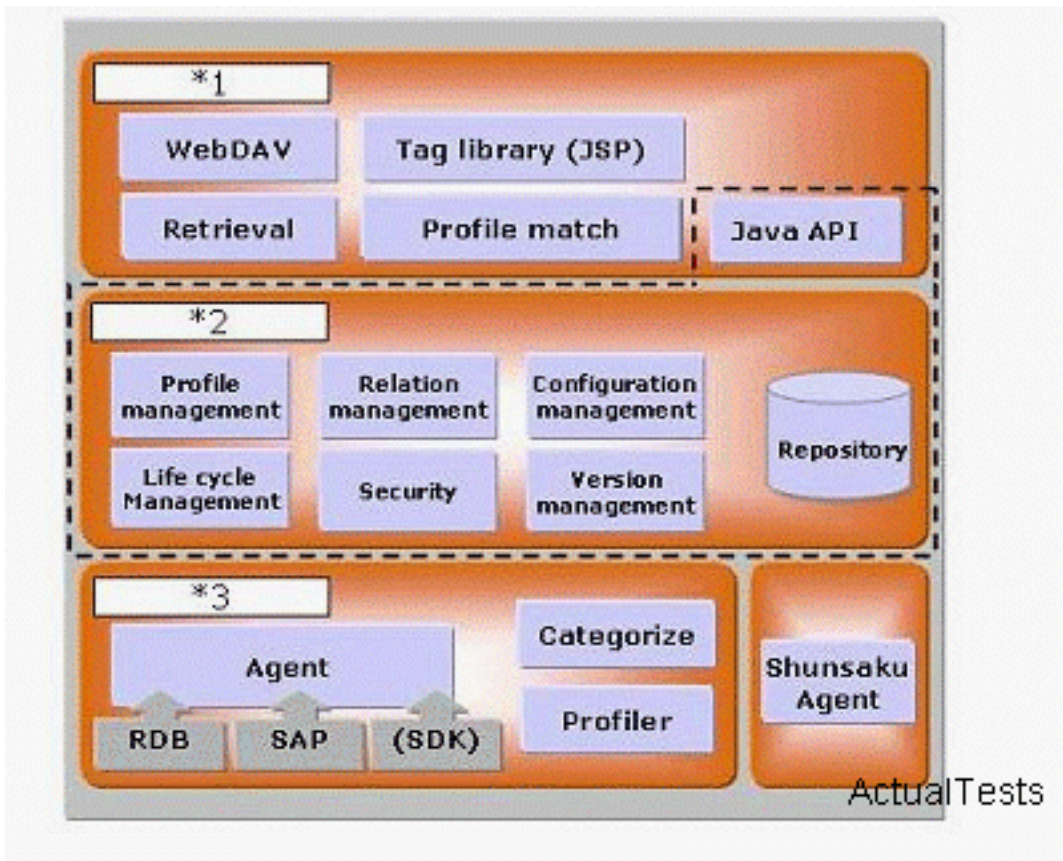 *1
WebDAV
Tag library (JSP)
Retrieval
Profile match
Java API
*2
Profile
management
Relation
management
Configuration
management
Repository
Life cycle
Management
Security
Version
management
*3
Agent
Categorize
Profiler
RDB
SAP
(SDK)
Shunsaku
Agent
ActualTests